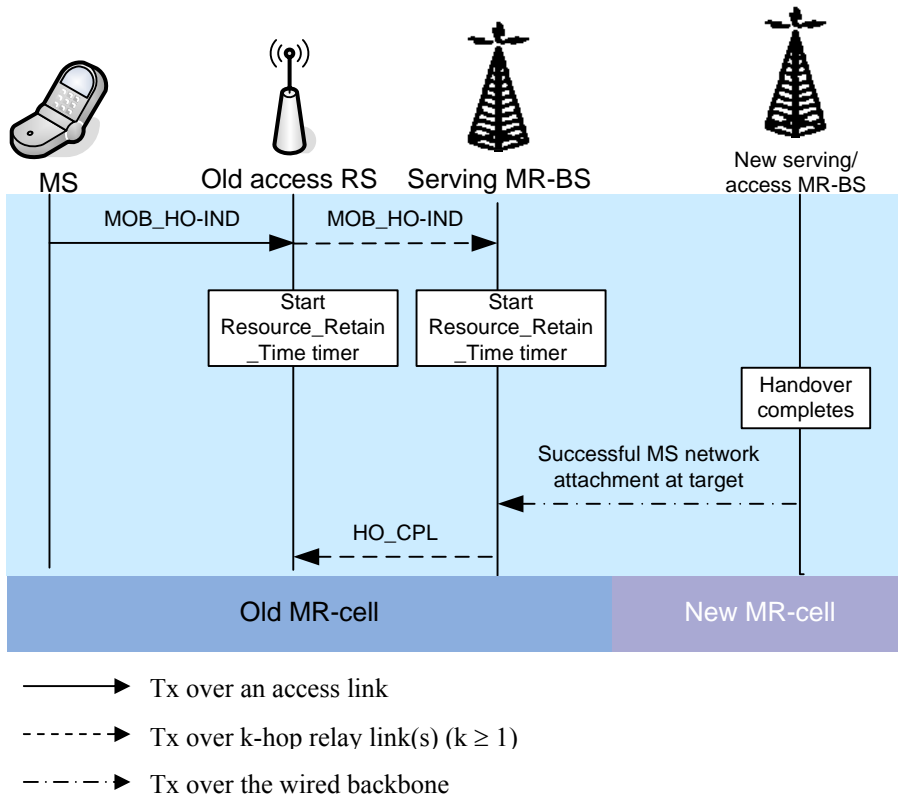 MS
Old access RS
Serving MR-BS
New serving/
access MR-BS
MOB_HO-IND
MOB_HO-IND
Start
Resource_Retain
_Time timer
Start
Resource_Retain
_Time timer
Handover
completes
Successful MS network
attachment at target
HO_CPL
Old MR-cell
New MR-cell
Tx over an access link
Tx over k-hop relay link(s) (k ≥ 1)
Tx over the wired backbone